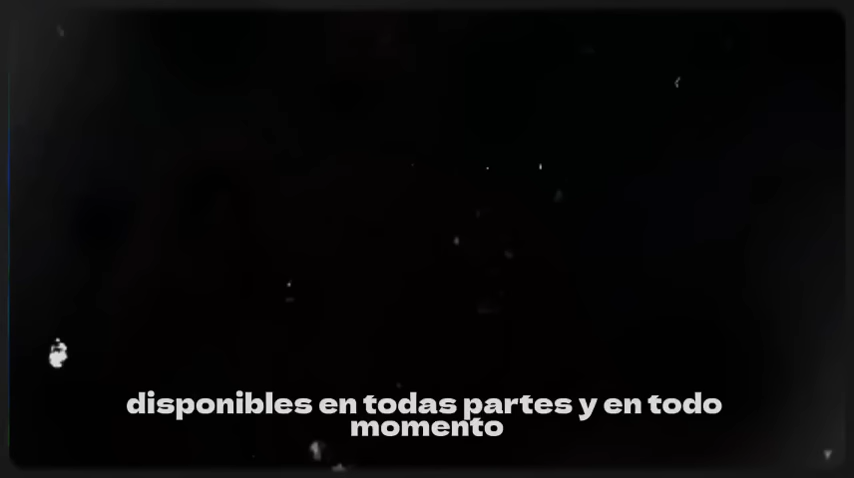 disponibles en todas partes y en todo
momento